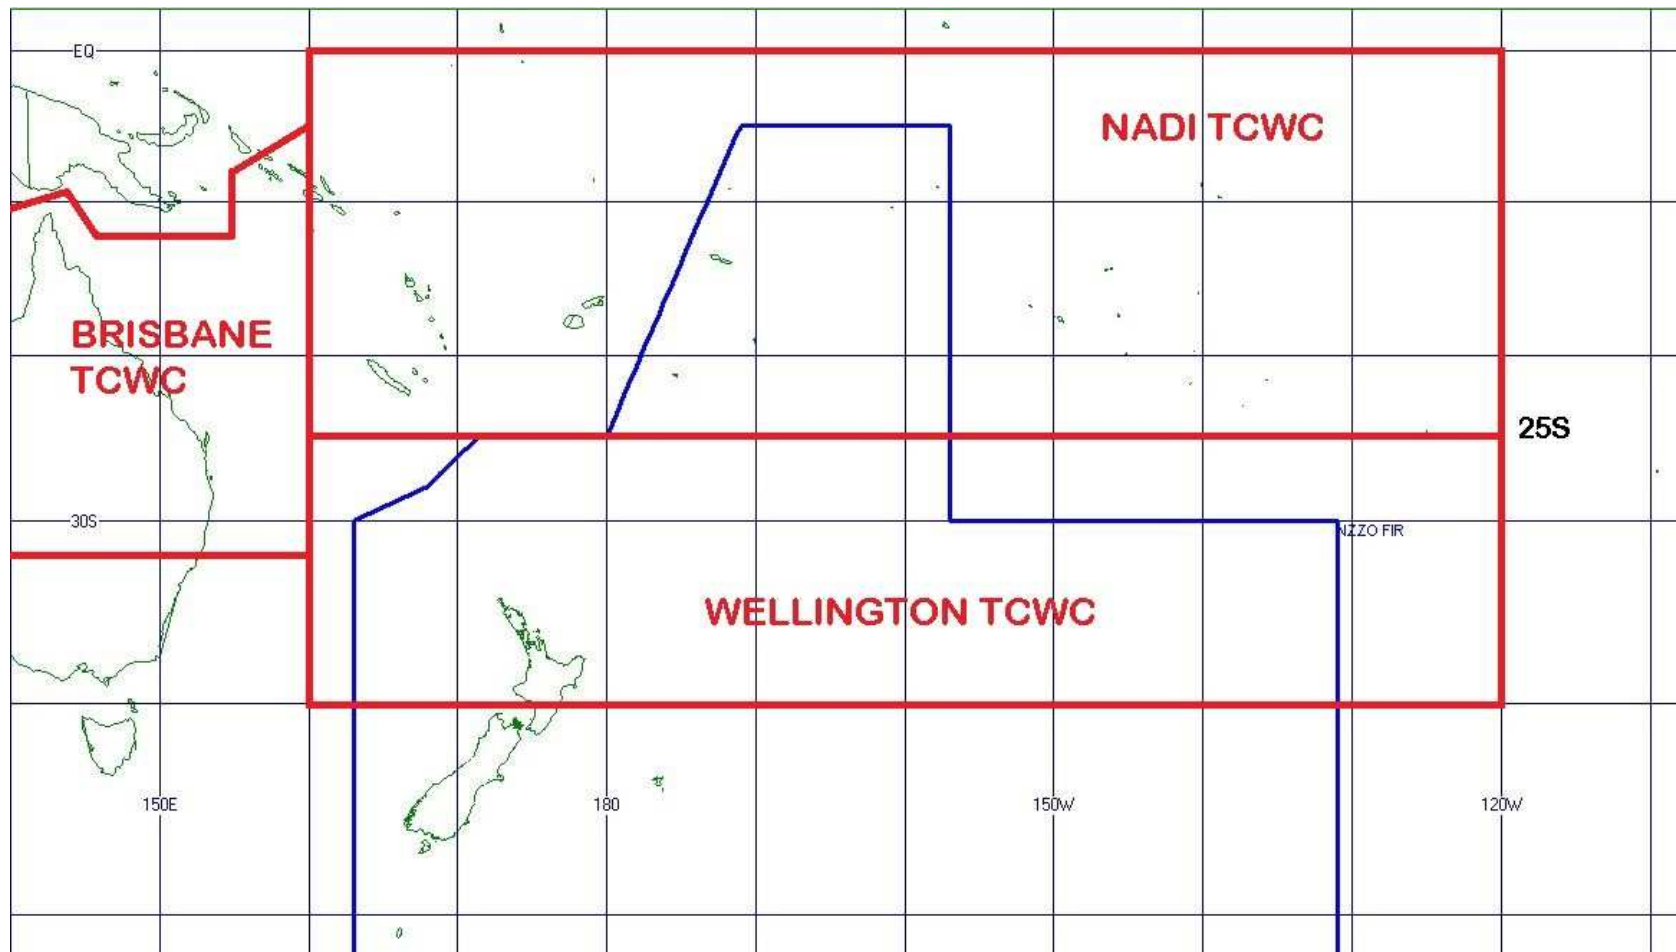 EQ
NADI TCWC
BRISBANE
TCWC
25S
30S
NZZO FIR
WELLINGTON TCWC
150E
180
150W
120W